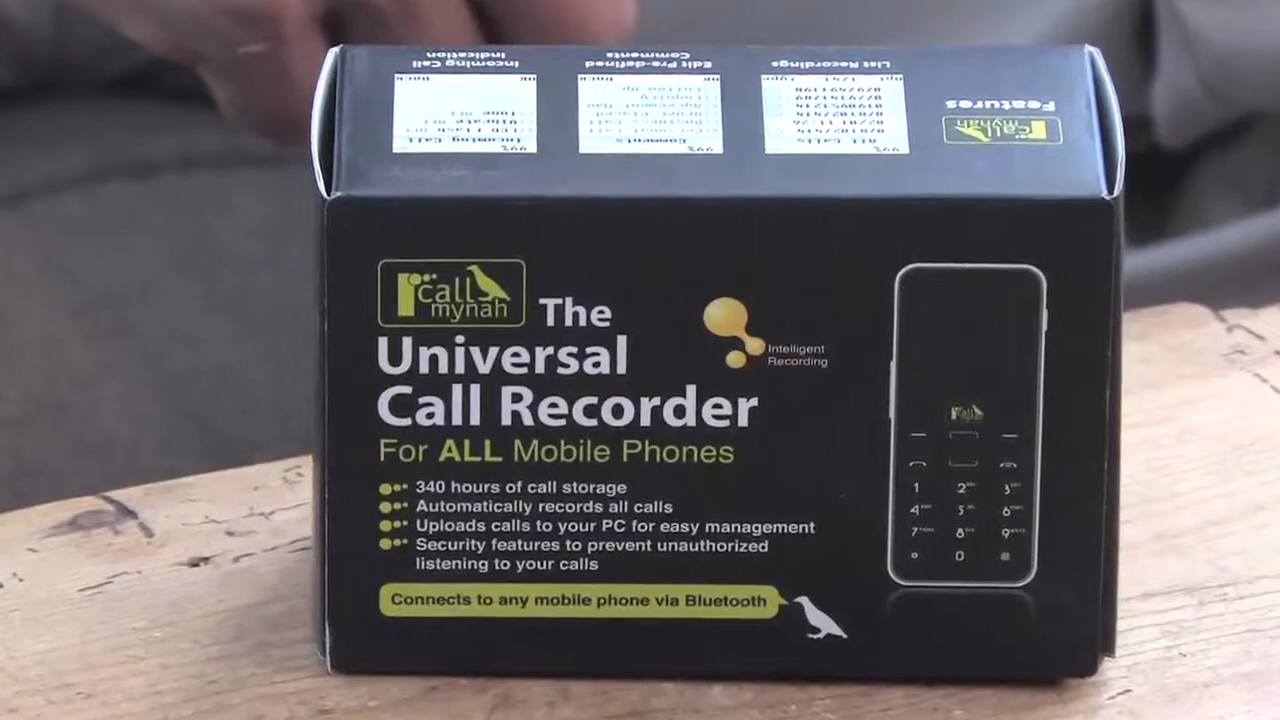 Incoming Call
Indication
Edit Pre-defined
Comments
List Recordings
Features
call
mynah
call
mynah
The
Universal
Call Recorder
For ALL Mobile Phones
Intelligent
Recording
340 hours of call storage
Automatically records all calls
Uploads calls to your PC for easy management
Security features to prevent unauthorized
listening to your calls
Connects to any mobile phone via Bluetooth
call
1 2 3
4 5 6
7 8 9
0